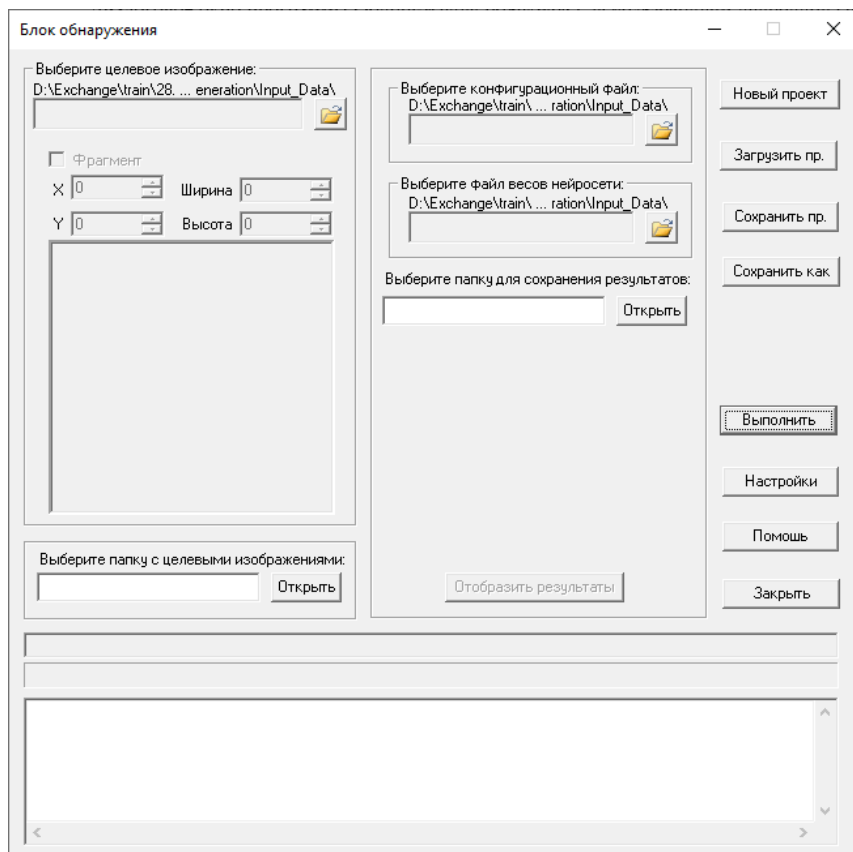 Блок обнаружения
Выберите целевое изображение:
D:\Exchange\train\28. ... eneration\Input_Data\
Фрагмент
X 0 Ширина 0
Y 0 Высота 0
Выберите папку с целевыми изображениями:
Открыть
Выберите конфигурационный файл:
D:\Exchange\train\ ... ration\Input_Data\
Выберите файл весов нейросети:
D:\Exchange\train\ ... ration\Input_Data\
Выберите папку для сохранения результатов:
Открыть
Отобразить результаты
Новый проект
Загрузить пр.
Сохранить пр.
Сохранить как
Выполнить
Настройки
Помошь
Закрыть